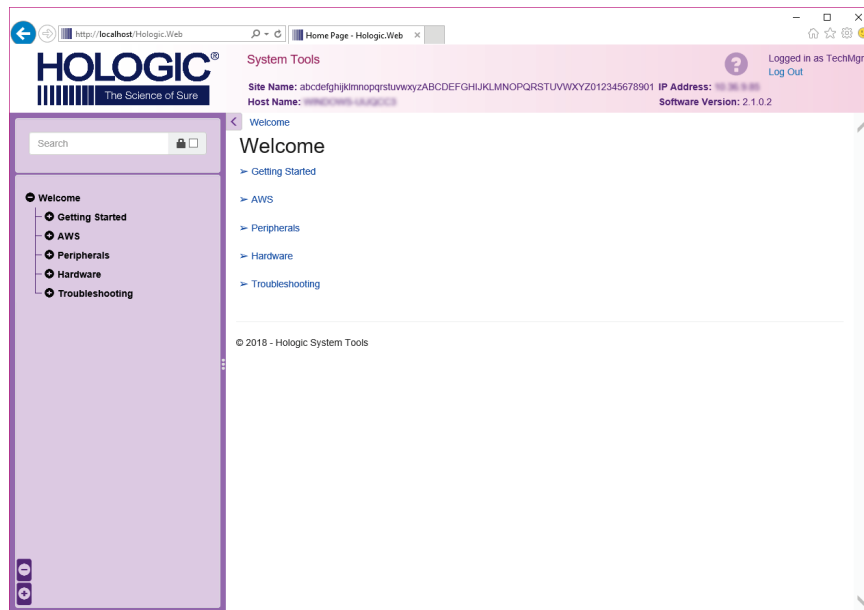 http://localhost/Hologic.Web
Home Page - Hologic.Web
HOLOGIC®
The Science of Sure
System Tools
Logged in as TechMgr
Log Out
Site Name: abcdefghijklmnopqrstuvwxyzABCDEFGHIJKLMNOPQRSTUVWXYZ012345678901 IP Address:
Host Name:
Software Version: 2.1.0.2
Search
Welcome
Getting Started
AWS
Peripherals
Hardware
Troubleshooting
Welcome
Welcome
➢ Getting Started
➢ AWS
➢ Peripherals
➢ Hardware
➢ Troubleshooting
© 2018 - Hologic System Tools